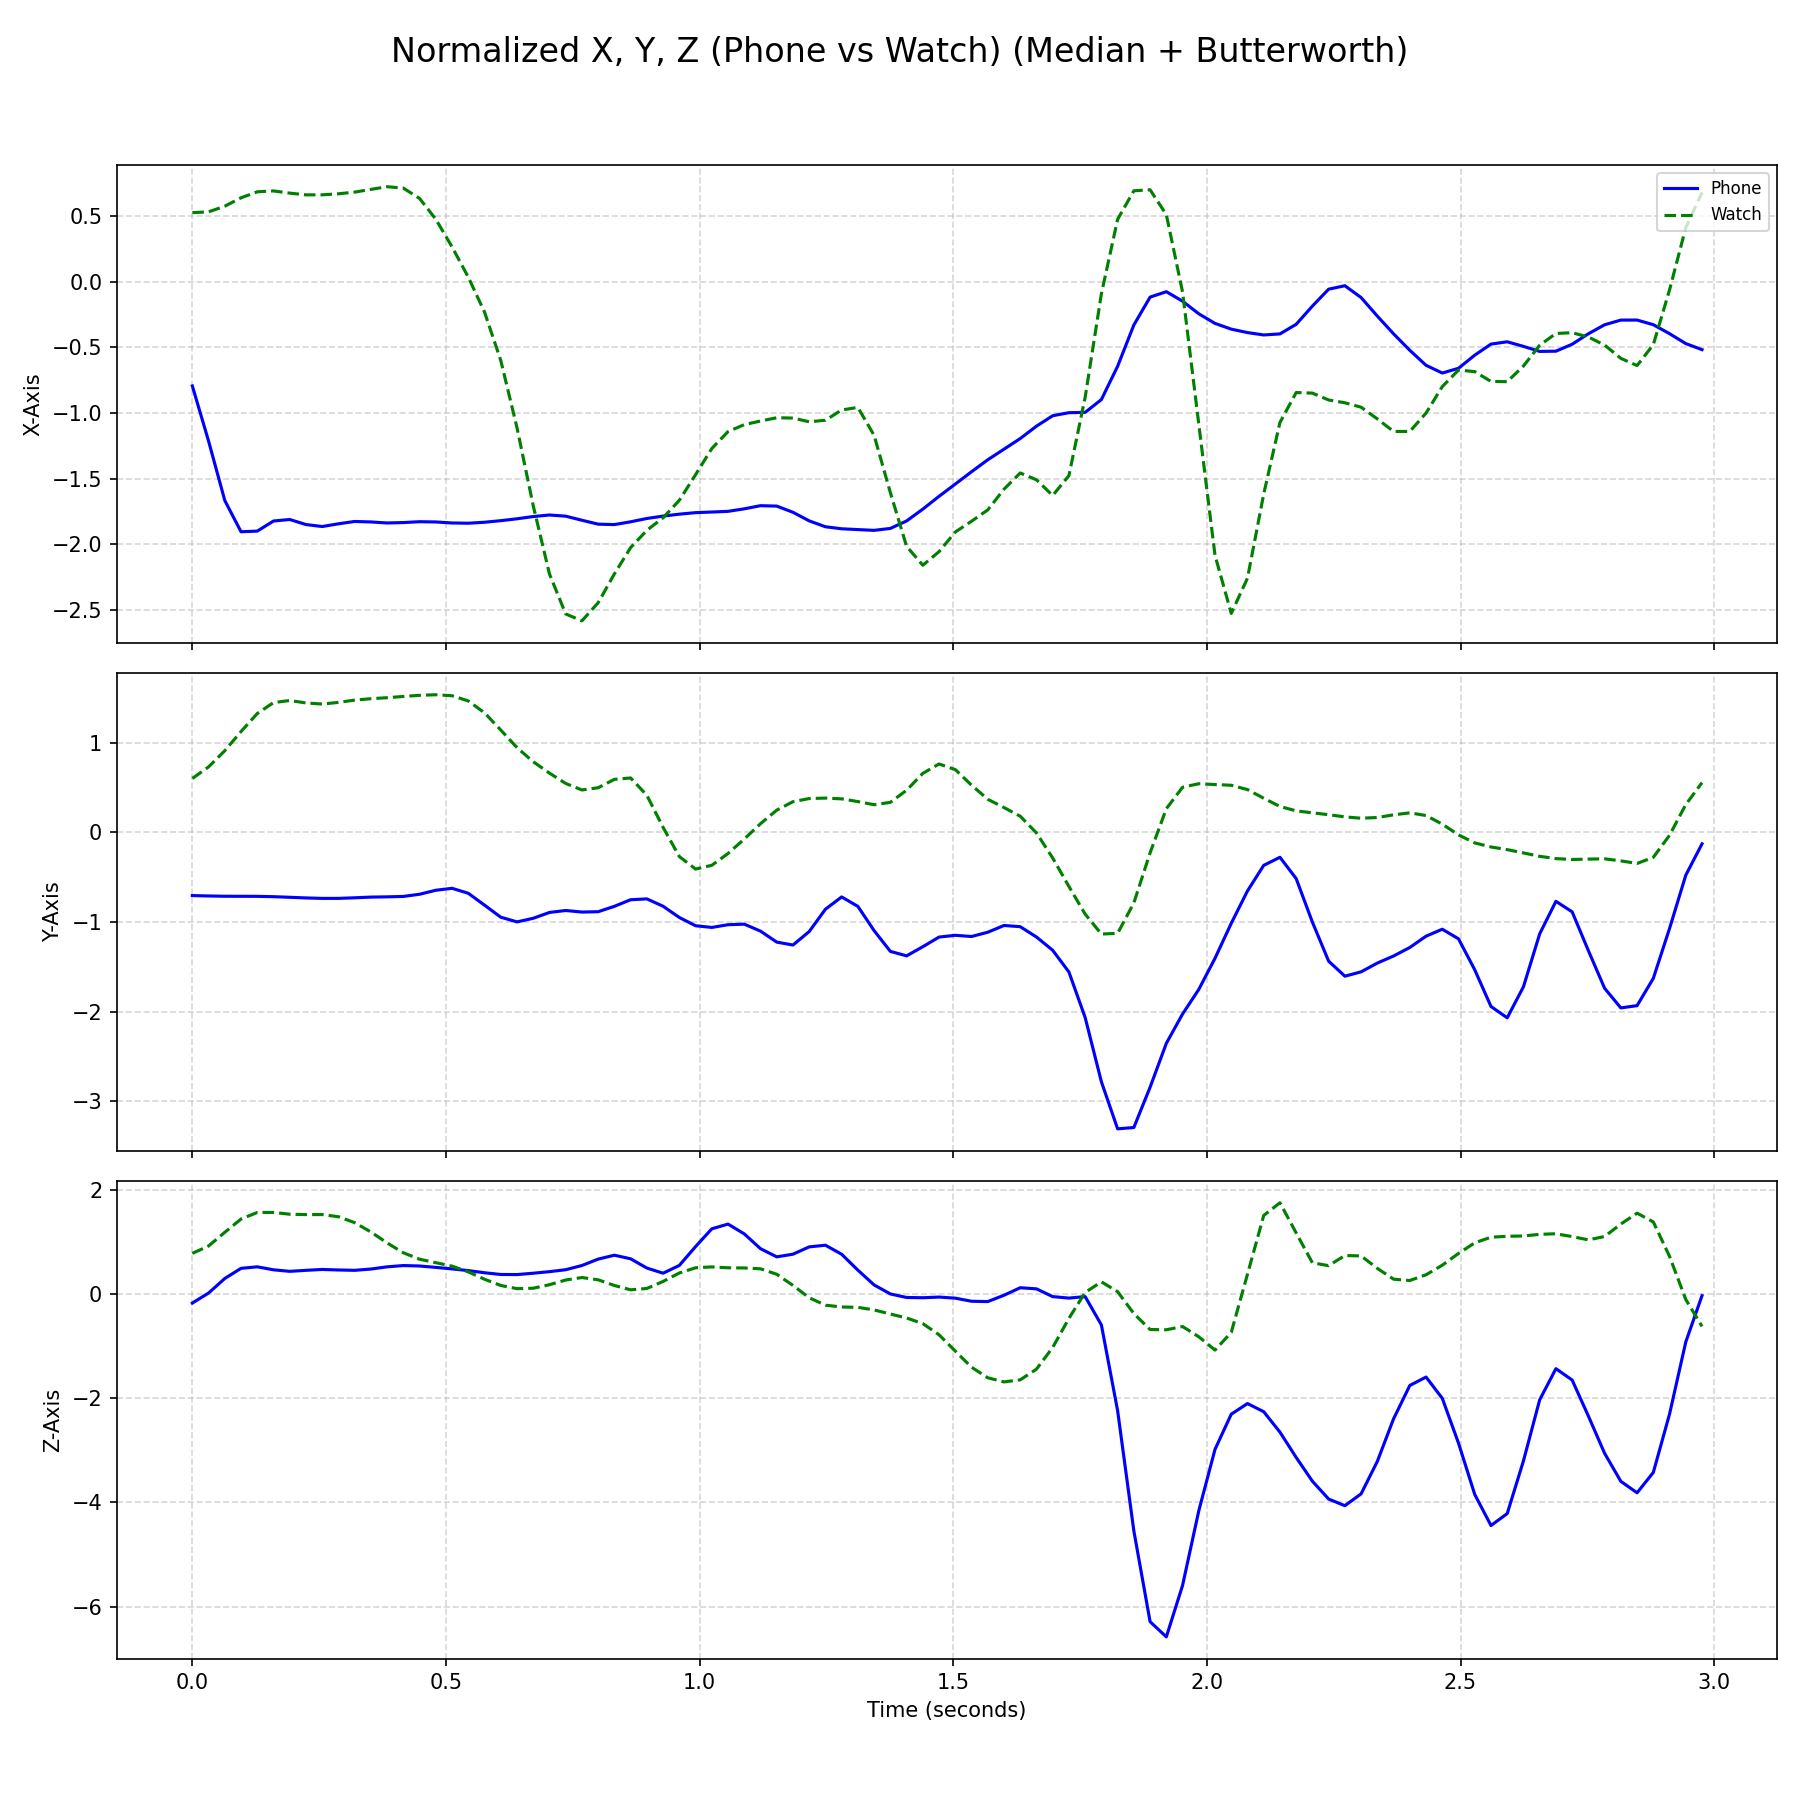 Normalized X, Y, Z (Phone vs Watch) (Median + Butterworth)
Phone
Watch
X-Axis
0.5
0.0
−0.5
−1.0
−1.5
−2.0
−2.5
Y-Axis
1
0
−1
−2
−3
Z-Axis
2
0
−2
−4
−6
0.0 0.5 1.0 1.5 2.0 2.5 3.0
Time (seconds)